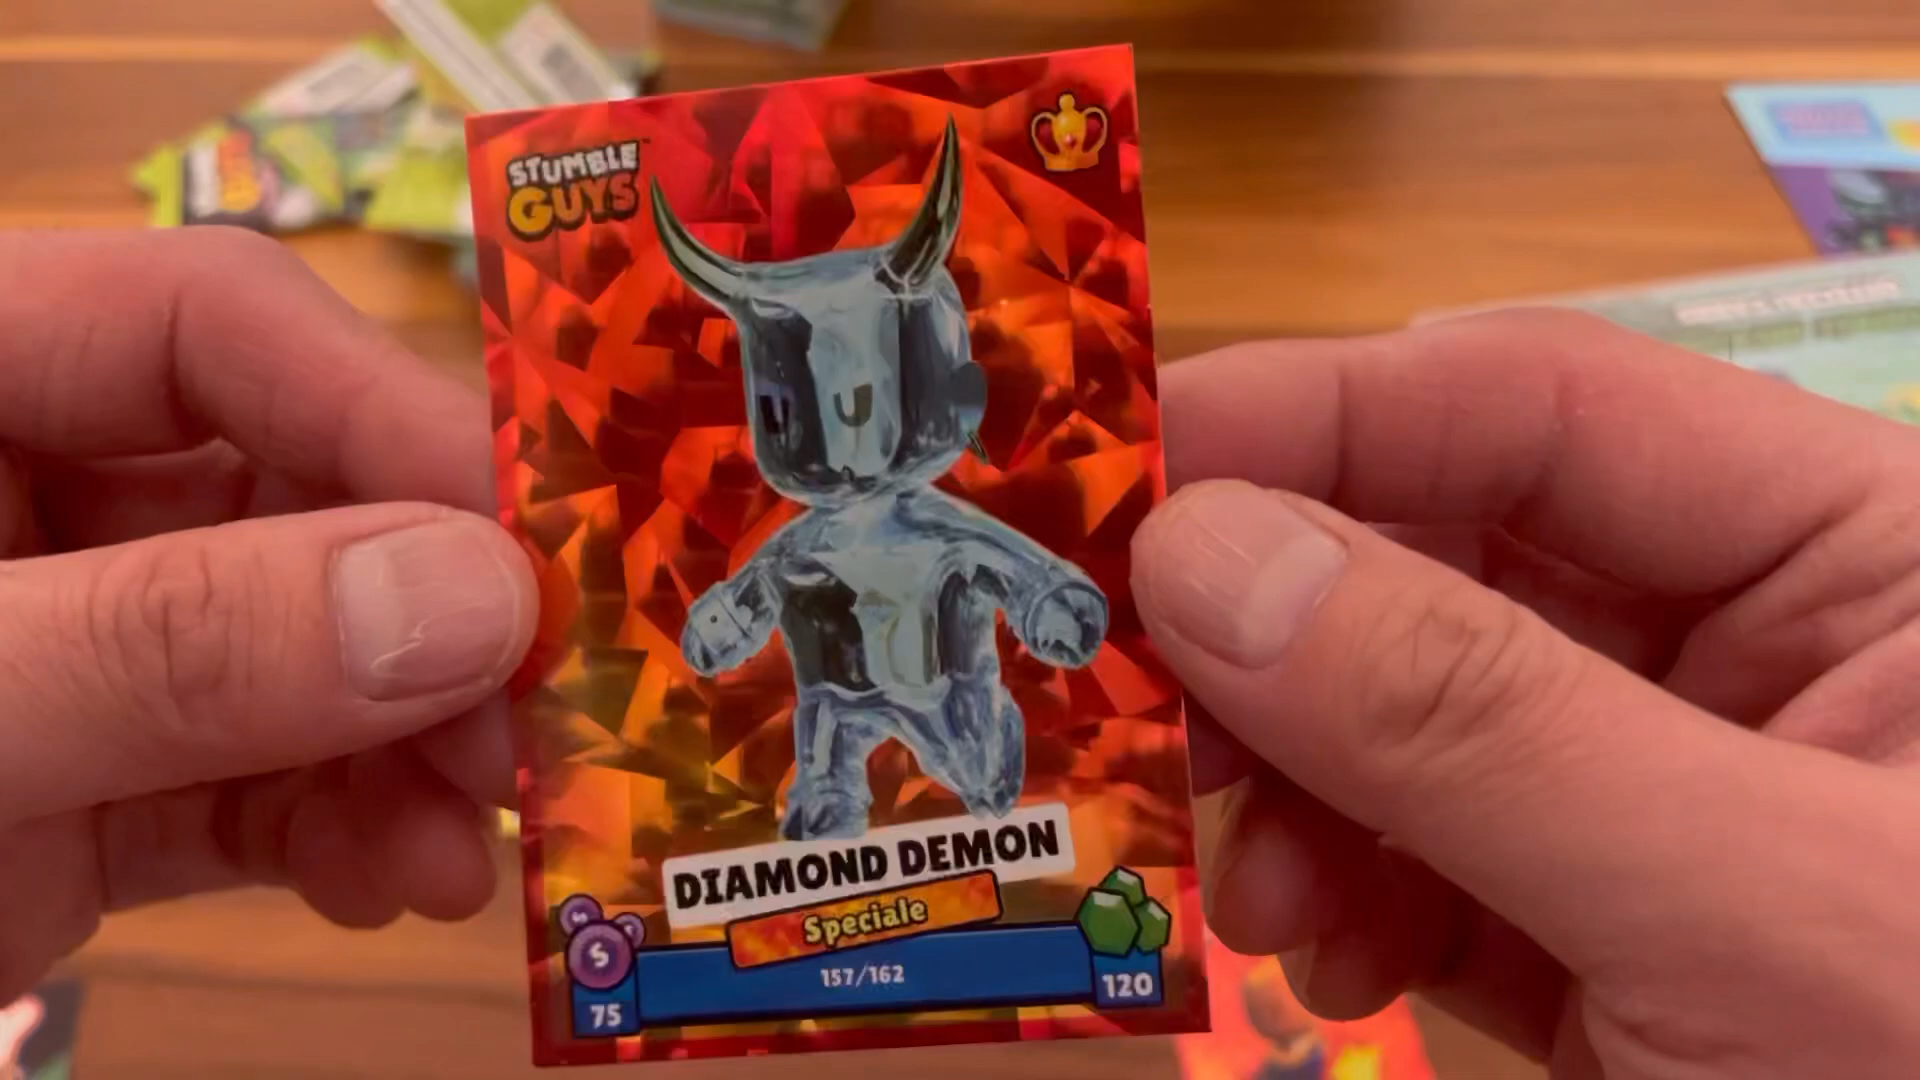 STUMBLE
GUYS
DIAMOND DEMON
Speciale
157/162
S
75
120